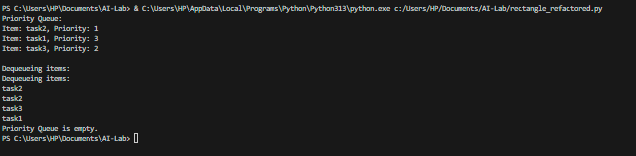 PS C:\Users\HP\Documents\AI-Lab> & C:\Users\HP\AppData\Local\Programs\Python\Python313\python.exe c:/Users/HP/Documents/AI-Lab/rectangle_refactored.py
Priority Queue:
Item: task2, Priority: 1
Item: task1, Priority: 3
Item: task3, Priority: 2
Dequeueing items:
Dequeueing items:
task2
task2
task3
task1
Priority Queue is empty.
PS C:\Users\HP\Documents\AI-Lab>